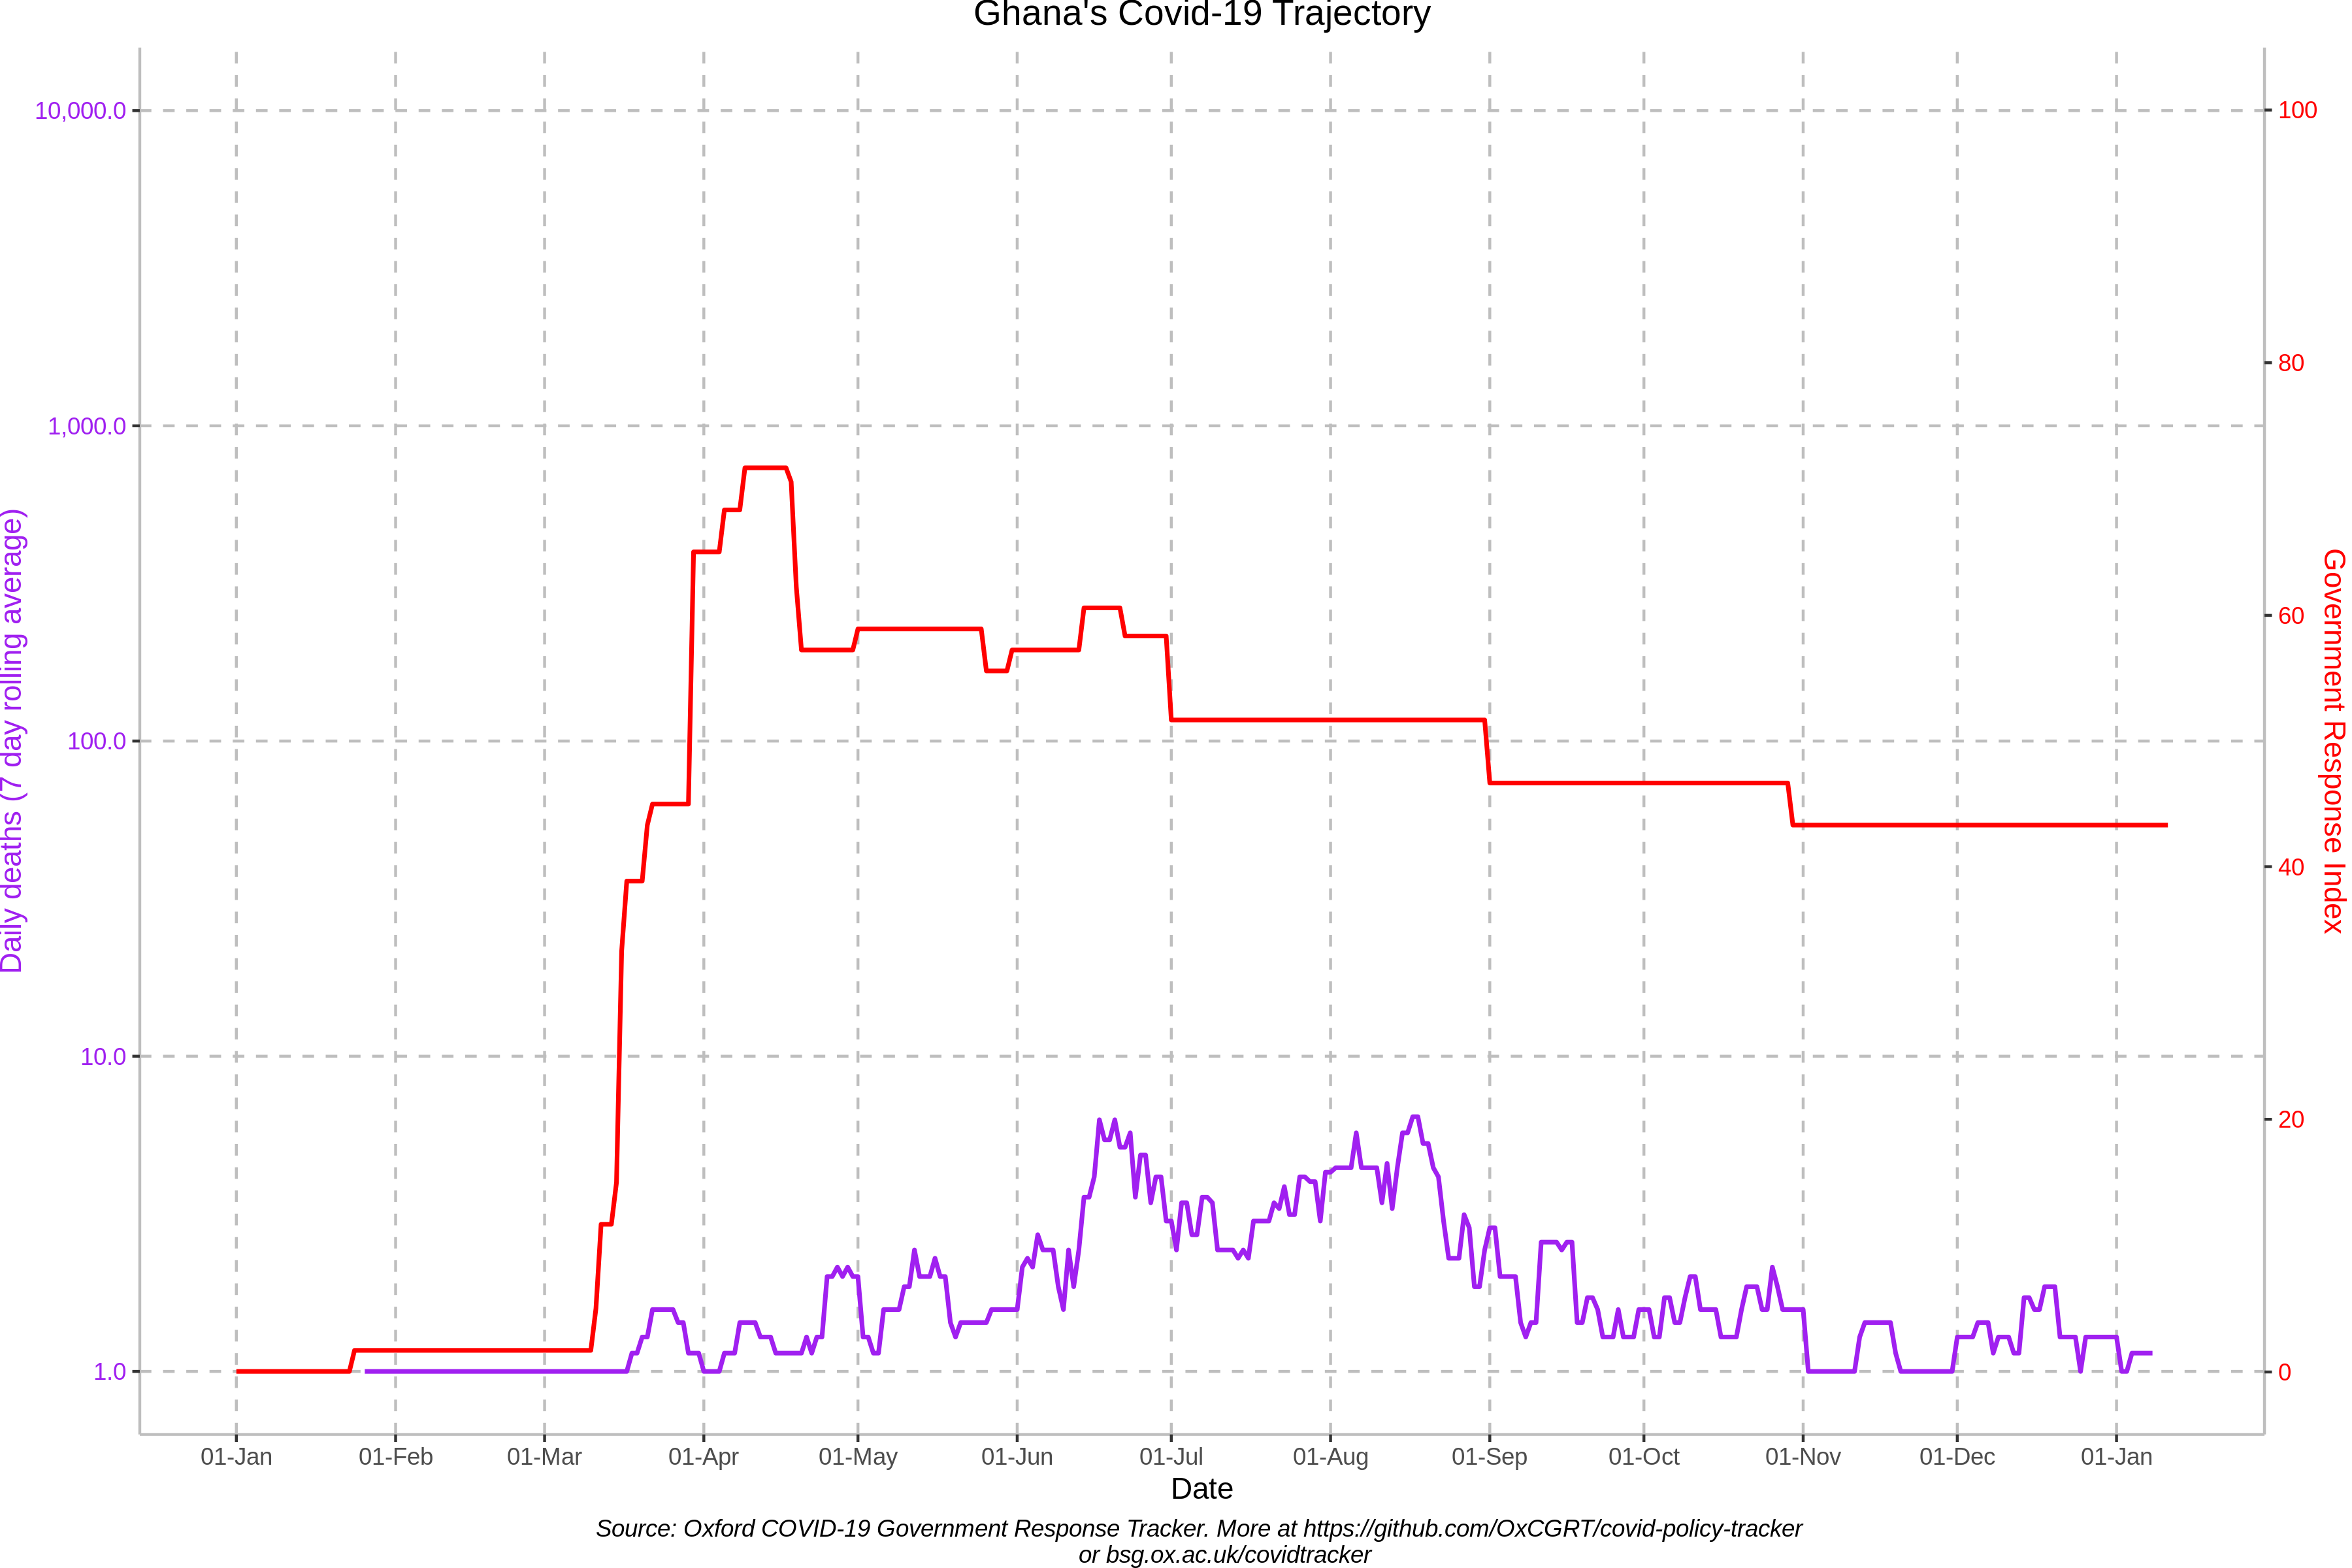 Ghana's Covid-19 Trajectory
10,000.0
1,000.0
100.0
10.0
1.0
Daily deaths (7 day rolling average)
100
80
60
40
20
0
Government Response Index
01-Jan 01-Feb 01-Mar 01-Apr 01-May 01-Jun 01-Jul 01-Aug 01-Sep 01-Oct 01-Nov 01-Dec 01-Jan
Date
Source: Oxford COVID-19 Government Response Tracker. More at https://github.com/OxCGRT/covid-policy-tracker
or bsg.ox.ac.uk/covidtracker